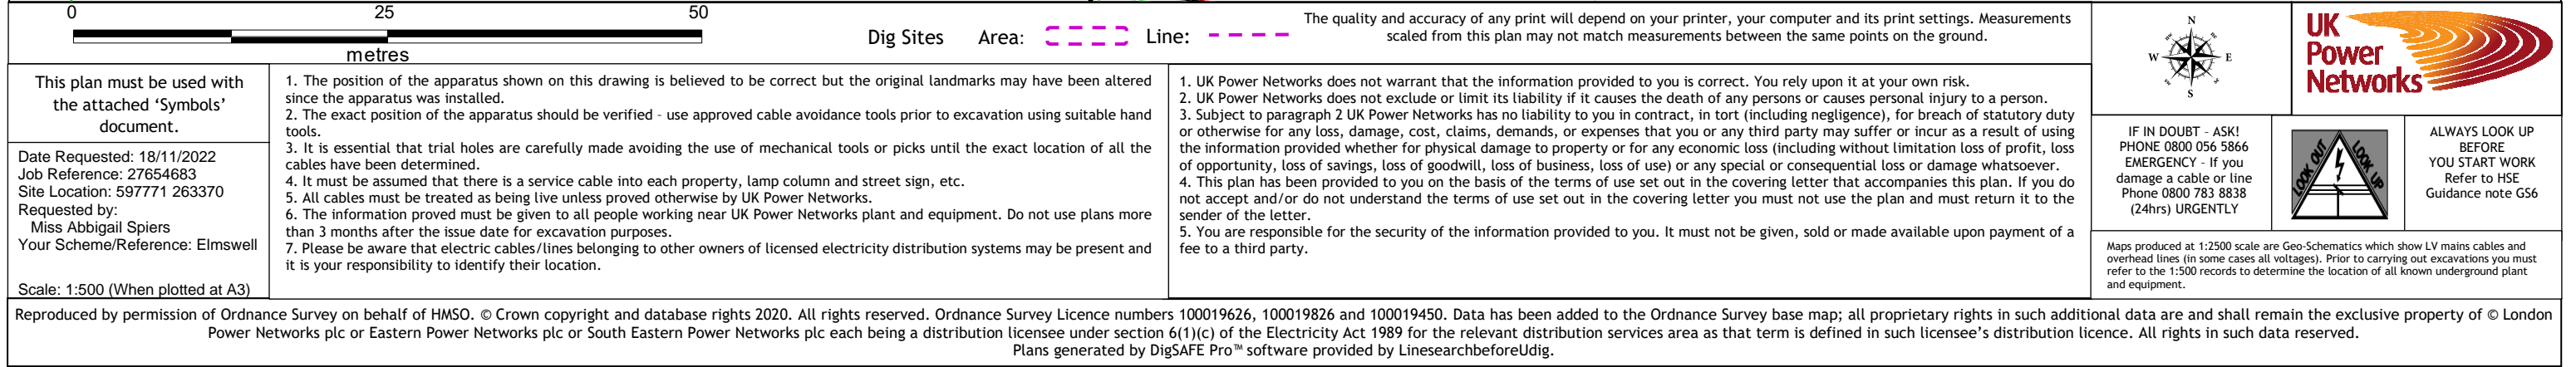 0 25 50
metres
Dig Sites Area: Line:
The quality and accuracy of any print will depend on your printer, your computer and its print settings. Measurements
scaled from this plan may not match measurements between the same points on the ground.
N
W E
S
UK
Power
Networks
This plan must be used with
the attached ‘Symbols’
document.
Date Requested: 18/11/2022
Job Reference: 27654683
Site Location: 597771 263370
Requested by:
Miss Abbigail Spiers
Your Scheme/Reference: Elmswell
Scale: 1:500 (When plotted at A3)
1. The position of the apparatus shown on this drawing is believed to be correct but the original landmarks may have been altered
since the apparatus was installed.
2. The exact position of the apparatus should be verified - use approved cable avoidance tools prior to excavation using suitable hand
tools.
3. It is essential that trial holes are carefully made avoiding the use of mechanical tools or picks until the exact location of all the
cables have been determined.
4. It must be assumed that there is a service cable into each property, lamp column and street sign, etc.
5. All cables must be treated as being live unless proved otherwise by UK Power Networks.
6. The information proved must be given to all people working near UK Power Networks plant and equipment. Do not use plans more
than 3 months after the issue date for excavation purposes.
7. Please be aware that electric cables/lines belonging to other owners of licensed electricity distribution systems may be present and
it is your responsibility to identify their location.
1. UK Power Networks does not warrant that the information provided to you is correct. You rely upon it at your own risk.
2. UK Power Networks does not exclude or limit its liability if it causes the death of any persons or causes personal injury to a person.
3. Subject to paragraph 2 UK Power Networks has no liability to you in contract, in tort (including negligence), for breach of statutory duty
or otherwise for any loss, damage, cost, claims, demands, or expenses that you or any third party may suffer or incur as a result of using
the information provided whether for physical damage to property or for any economic loss (including without limitation loss of profit, loss
of opportunity, loss of savings, loss of goodwill, loss of business, loss of use) or any special or consequential loss or damage whatsoever.
4. This plan has been provided to you on the basis of the terms of use set out in the covering letter that accompanies this plan. If you do
not accept and/or do not understand the terms of use set out in the covering letter you must not use the plan and must return it to the
sender of the letter.
5. You are responsible for the security of the information provided to you. It must not be given, sold or made available upon payment of a
fee to a third party.
IF IN DOUBT - ASK!
PHONE 0800 056 5866
EMERGENCY - If you
damage a cable or line
Phone 0800 783 8838
(24hrs) URGENTLY
LOOK OUT
LOOK UP
ALWAYS LOOK UP
BEFORE
YOU START WORK
Refer to HSE
Guidance note GS6
Maps produced at 1:2500 scale are Geo-Schematics which show LV mains cables and
overhead lines (in some cases all voltages). Prior to carrying out excavations you must
refer to the 1:500 records to determine the location of all known underground plant
and equipment.
Reproduced by permission of Ordnance Survey on behalf of HMSO. © Crown copyright and database rights 2020. All rights reserved. Ordnance Survey Licence numbers 100019626, 100019826 and 100019450. Data has been added to the Ordnance Survey base map; all proprietary rights in such additional data are and shall remain the exclusive property of © London
Power Networks plc or Eastern Power Networks plc or South Eastern Power Networks plc each being a distribution licensee under section 6(1)(c) of the Electricity Act 1989 for the relevant distribution services area as that term is defined in such licensee’s distribution licence. All rights in such data reserved.
Plans generated by DigSAFE Pro™ software provided by LinesearchbeforeUdig.